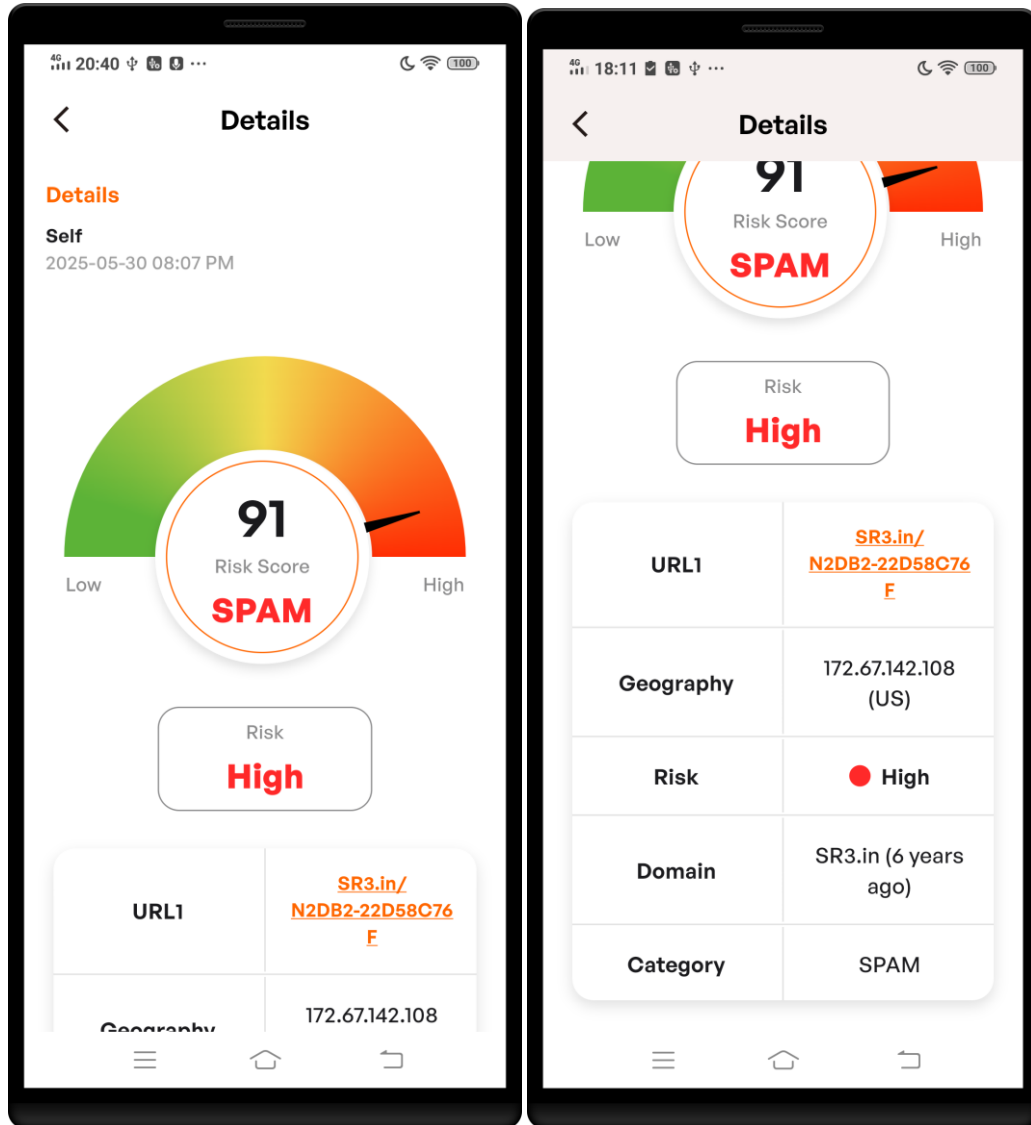 4G 20:40 ··· 100
Details
Details
Self
2025-05-30 08:07 PM
91
Risk Score
SPAM
Low
High
Risk
High
URL1
SR3.in/
N2DB2-22D58C76
F
Geography
172.67.142.108
4G 18:11 ··· 100
Details
91
Risk Score
SPAM
Low
High
Risk
High
URL1
SR3.in/
N2DB2-22D58C76
F
Geography
172.67.142.108
(US)
Risk
High
Domain
SR3.in (6 years
ago)
Category
SPAM